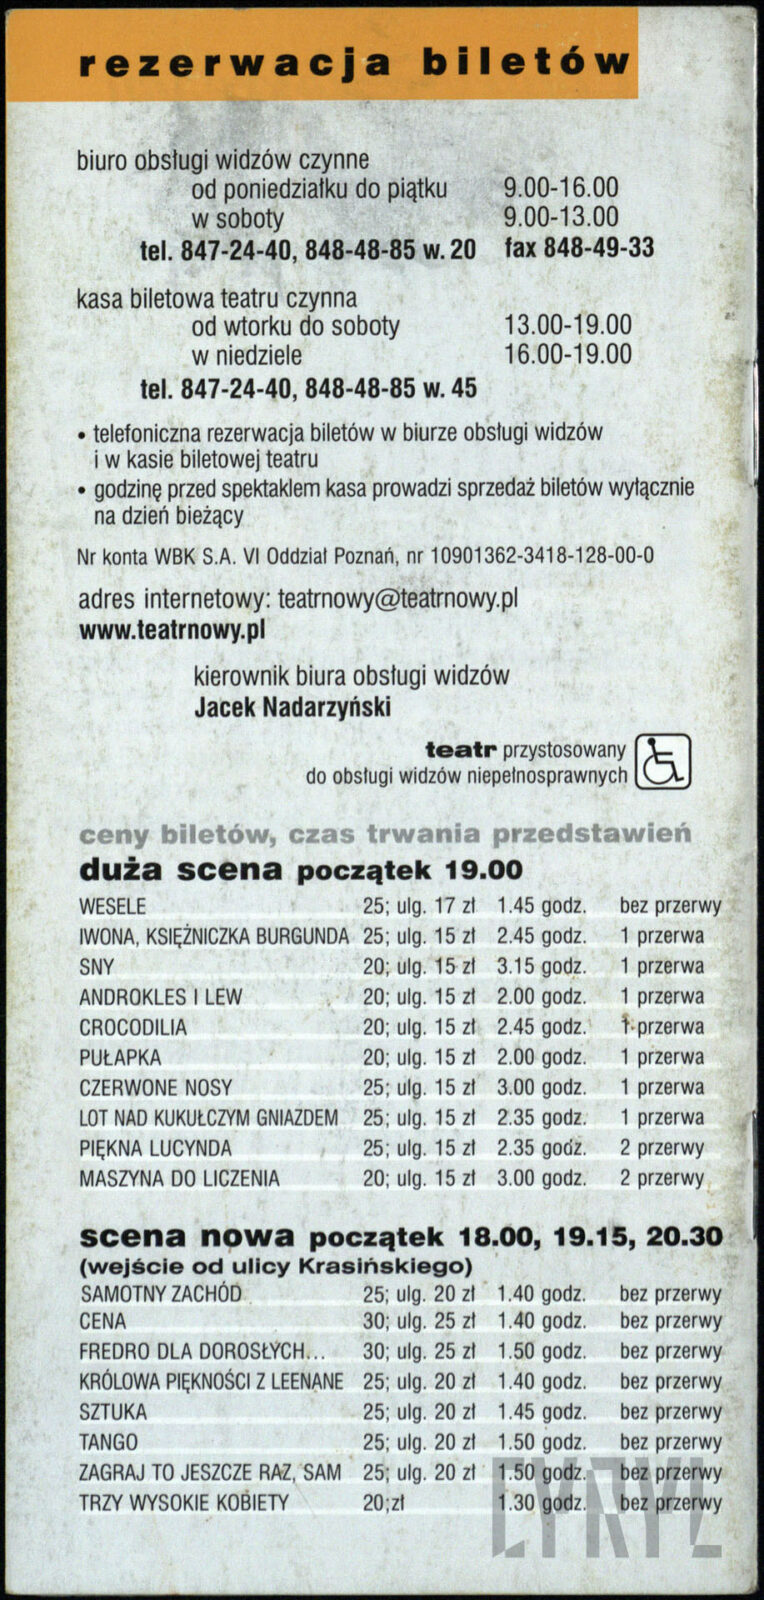 rezerwacja biletów
biuro obsługi widzów czynne
od poniedziałku do piątku 9.00-16.00
w soboty 9.00-13.00
tel. 847-24-40, 848-48-85 w. 20 fax 848-49-33
kasa biletowa teatru czynna
od wtorku do soboty 13.00-19.00
w niedziele 16.00-19.00
tel. 847-24-40, 848-48-85 w. 45
• telefoniczna rezerwacja biletów w biurze obsługi widzów
i w kasie biletowej teatru
• godzinę przed spektaklem kasa prowadzi sprzedaż biletów wyłącznie
na dzień bieżący
Nr konta WBK S.A. VI Oddział Poznań, nr 10901362-3418-128-00-0
adres internetowy: teatrnowy@teatrnowy.pl
www.teatrnowy.pl
kierownik biura obsługi widzów
Jacek Nadarzyński
teatr przystosowany
do obsługi widzów niepełnosprawnych
ceny biletów, czas trwania przedstawień
duża scena początek 19.00
WESELE 25; ulg. 17 zł 1.45 godz. bez przerwy
IWONA, KSIĘŻNICZKA BURGUNDA 25; ulg. 15 zł 2.45 godz. 1 przerwa
SNY 20; ulg. 15 zł 3.15 godz. 1 przerwa
ANDROKLES I LEW 20; ulg. 15 zł 2.00 godz. 1 przerwa
CROCODILIA 20; ulg. 15 zł 2.45 godz. 1 przerwa
PUŁAPKA 20; ulg. 15 zł 2.00 godz. 1 przerwa
CZERWONE NOSY 25; ulg. 15 zł 3.00 godz. 1 przerwa
LOT NAD KUKUŁCZYM GNIAZDEM 25; ulg. 15 zł 2.35 godz. 1 przerwa
PIĘKNA LUCYNDA 25; ulg. 15 zł 2.35 godz. 2 przerwy
MASZYNA DO LICZENIA 20; ulg. 15 zł 3.00 godz. 2 przerwy
scena nowa początek 18.00, 19.15, 20.30
(wejście od ulicy Krasińskiego)
SAMOTNY ZACHÓD 25; ulg. 20 zł 1.40 godz. bez przerwy
CENA 30; ulg. 25 zł 1.40 godz. bez przerwy
FREDRO DLA DOROSŁYCH... 30; ulg. 25 zł 1.50 godz. bez przerwy
KRÓLOWA PIĘKNOŚCI Z LEENANE 25; ulg. 20 zł 1.40 godz. bez przerwy
SZTUKA 25; ulg. 20 zł 1.45 godz. bez przerwy
TANGO 25; ulg. 20 zł 1.50 godz. bez przerwy
ZAGRAJ TO JESZCZE RAZ, SAM 25; ulg. 20 zł 1.50 godz. bez przerwy
TRZY WYSOKIE KOBIETY 20;zł 1.30 godz. bez przerwy
CYRYL